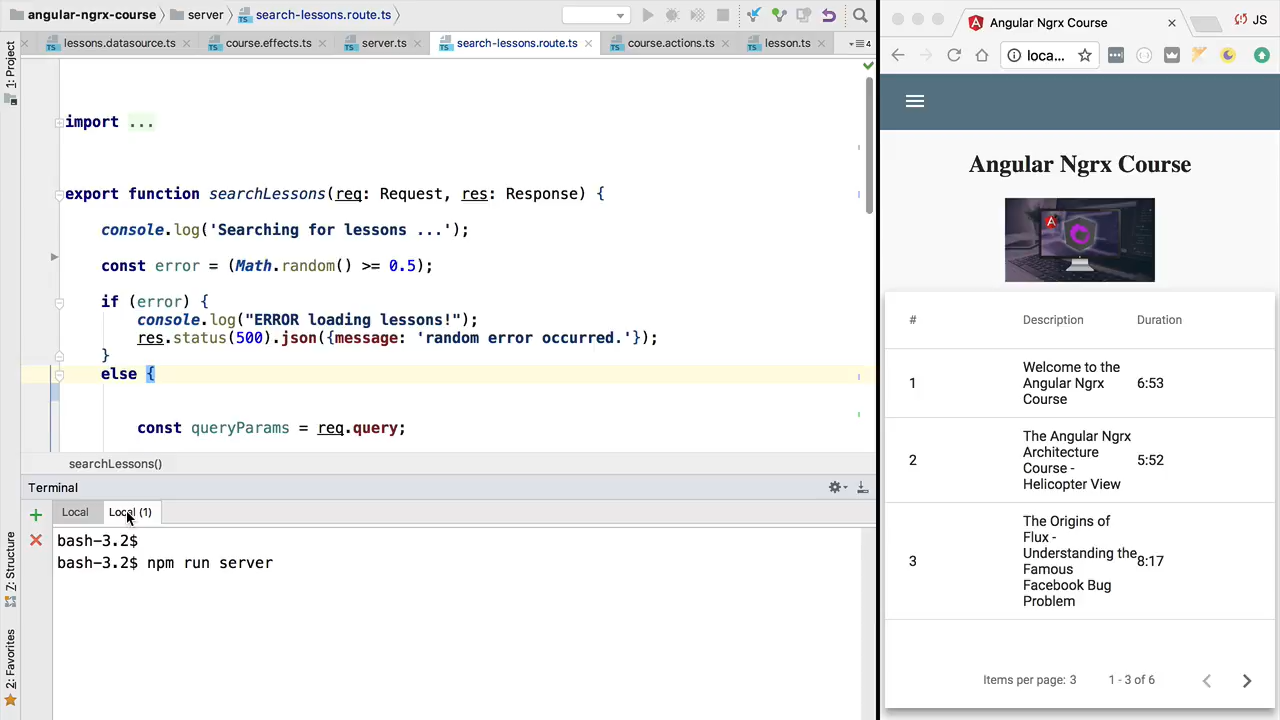 angular-ngrx-course
server
search-lessons.route.ts
lessons.datasource.ts
course.effects.ts
server.ts
search-lessons.route.ts
course.actions.ts
lesson.ts
4
1: Project
import ...
export function searchLessons(req: Request, res: Response) {
console.log('Searching for lessons ...');
const error = (Math.random() >= 0.5);
if (error) {
console.log("ERROR loading lessons!");
res.status(500).json({message: 'random error occurred.'});
}
else {
const queryParams = req.query;
searchLessons()
Terminal
Local
Local (1)
bash-3.2$
bash-3.2$ npm run server
7: Structure
2: Favorites
Angular Ngrx Course
JS
loca...
Angular Ngrx Course
# Description Duration
1 Welcome to the Angular Ngrx Course 6:53
2 The Angular Ngrx Architecture Course - Helicopter View 5:52
3 The Origins of Flux - Understanding the Famous Facebook Bug Problem 8:17
Items per page: 3 1 - 3 of 6